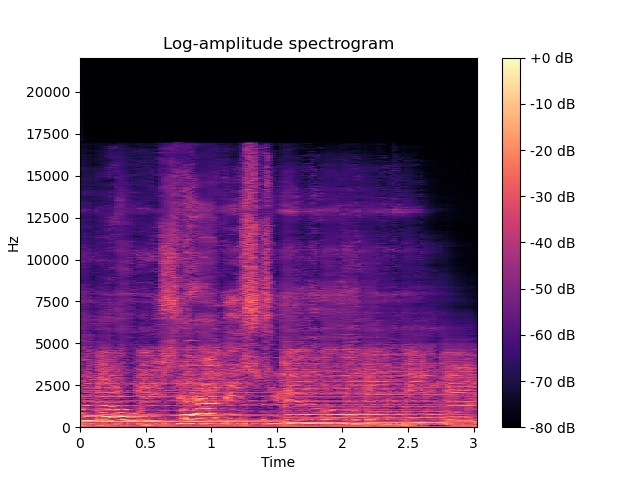 Log-amplitude spectrogram
Hz
20000
17500
15000
12500
10000
7500
5000
2500
0
0 0.5 1 1.5 2 2.5 3
Time
+0 dB
-10 dB
-20 dB
-30 dB
-40 dB
-50 dB
-60 dB
-70 dB
-80 dB